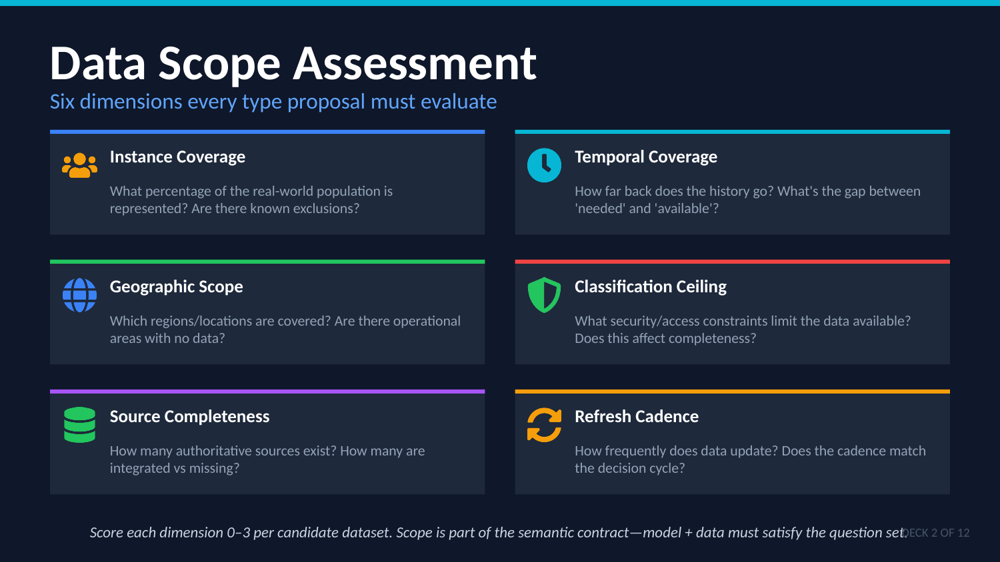 Data Scope Assessment
Six dimensions every type proposal must evaluate
Instance Coverage
What percentage of the real-world population is
represented? Are there known exclusions?
Temporal Coverage
How far back does the history go? What's the gap between
'needed' and 'available'?
Geographic Scope
Which regions/locations are covered? Are there operational
areas with no data?
Classification Ceiling
What security/access constraints limit the data available?
Does this affect completeness?
Source Completeness
How many authoritative sources exist? How many are
integrated vs missing?
Refresh Cadence
How frequently does data update? Does the cadence match
the decision cycle?
Score each dimension 0–3 per candidate dataset. Scope is part of the semantic contract—model + data must satisfy the question set.
DECK 2 OF 12